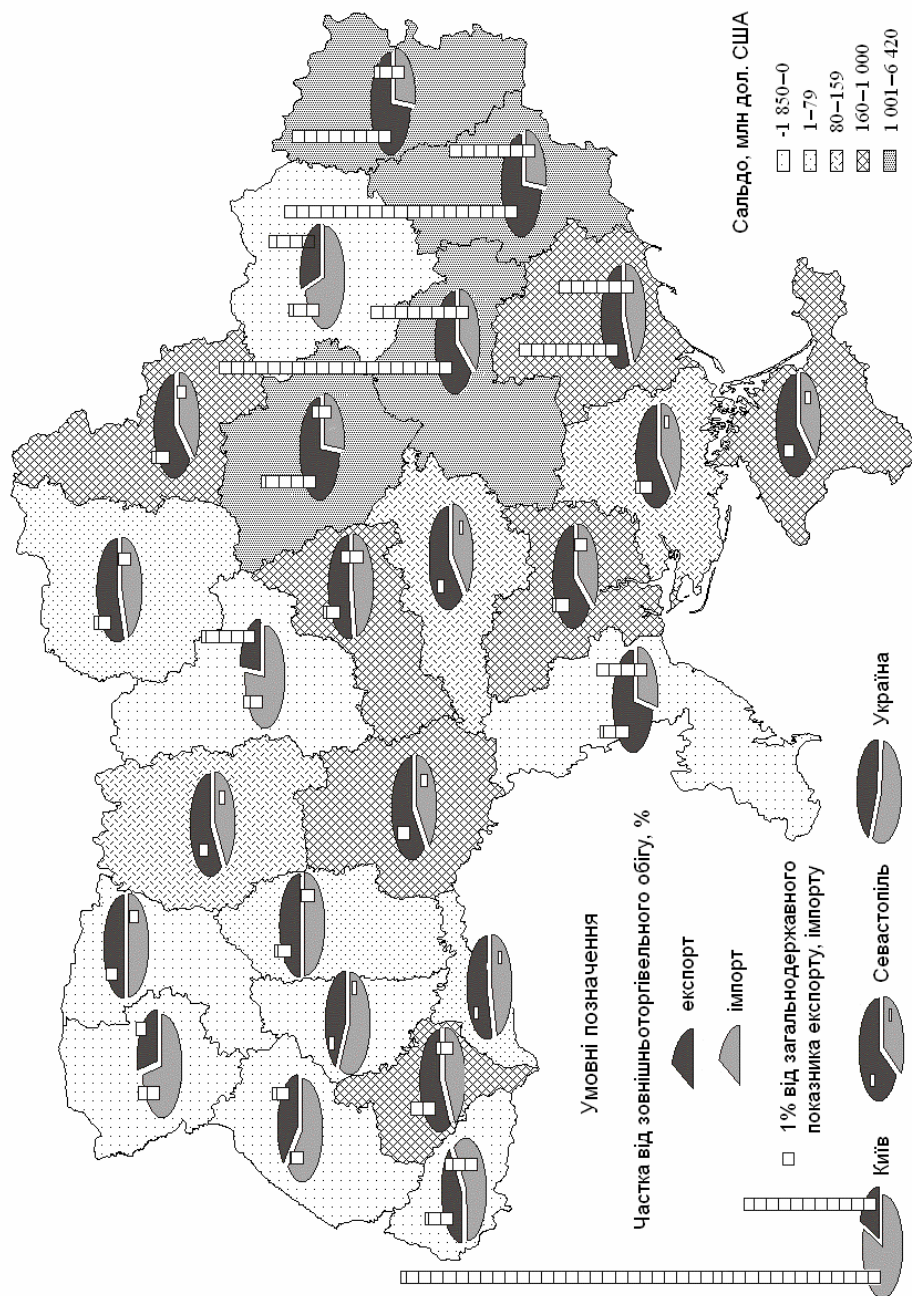 Сальдо, млн дол. США
-1 850–0
1–79
80–159
160–1 000
1 001–6 420
Умовні позначення
Частка від зовнішньоторгівельного обігу, %
експорт
імпорт
1% від загальнодержавного
показника експорту, імпорту
Київ
Севастопіль
Україна